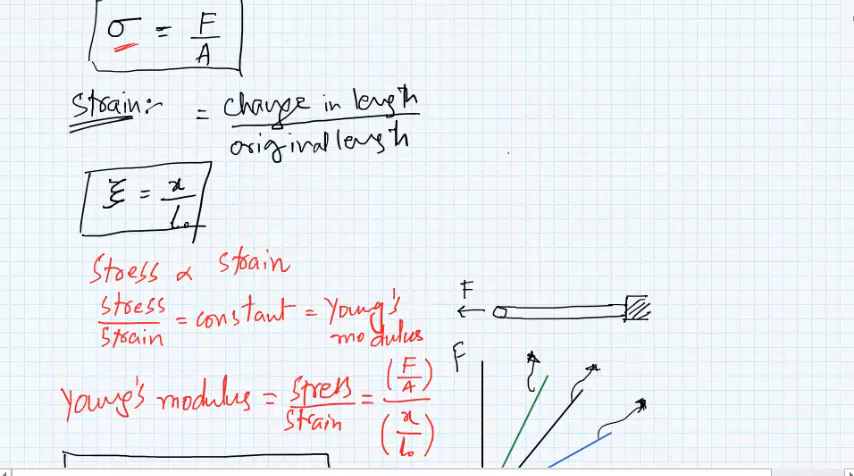 σ = F/A
Strain:- = change in length / original length
ξ = x/l₀
Stress ∝ Strain
stress/strain = constant = Young's modulus
F
F
Young's modulus = stress/strain = (F/A)/(x/l₀)